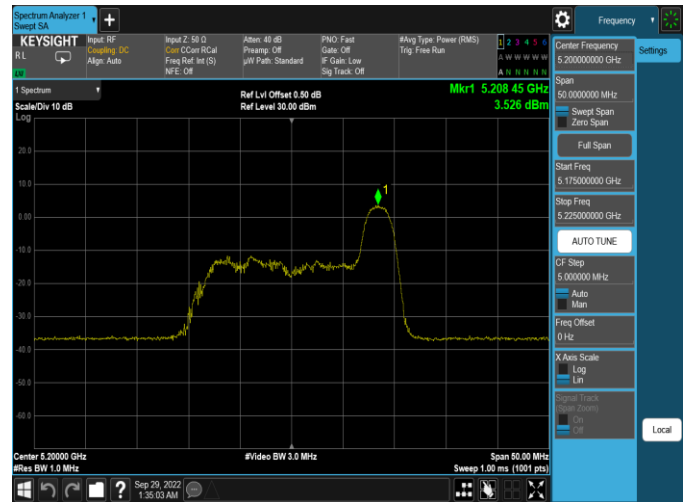 Spectrum Analyzer 1
Swept SA
Frequency
KEYSIGHT
RL
Input: RF
Coupling: DC
Align: Auto
Input Z: 50 Ω
Corr CCorr RCal
Freq Ref: Int (S)
NFE: Off
Atten: 40 dB
Preamp: Off
µW Path: Standard
PNO: Fast
Gate: Off
IF Gain: Low
Sig Track: Off
#Avg Type: Power (RMS)
Trig: Free Run
1 2 3 4 5 6
A W W W W W
A N N N N N
1 Spectrum
Scale/Div 10 dB
Log
Ref Lvl Offset 0.50 dB
Ref Level 30.00 dBm
Mkr1 5.208 45 GHz
3.526 dBm
20.0
10.0
0.00
-10.0
-20.0
-30.0
-40.0
-50.0
-60.0
1
Center 5.20000 GHz
#Res BW 1.0 MHz
#Video BW 3.0 MHz
Span 50.00 MHz
Sweep 1.00 ms (1001 pts)
Sep 29, 2022
1:35:03 AM
Center Frequency
5.200000000 GHz
Settings
Span
50.0000000 MHz
Swept Span
Zero Span
Full Span
Start Freq
5.175000000 GHz
Stop Freq
5.225000000 GHz
AUTO TUNE
CF Step
5.000000 MHz
Auto
Man
Freq Offset
0 Hz
X Axis Scale
Log
Lin
Signal Track
(Span Zoom)
On
Off
Local